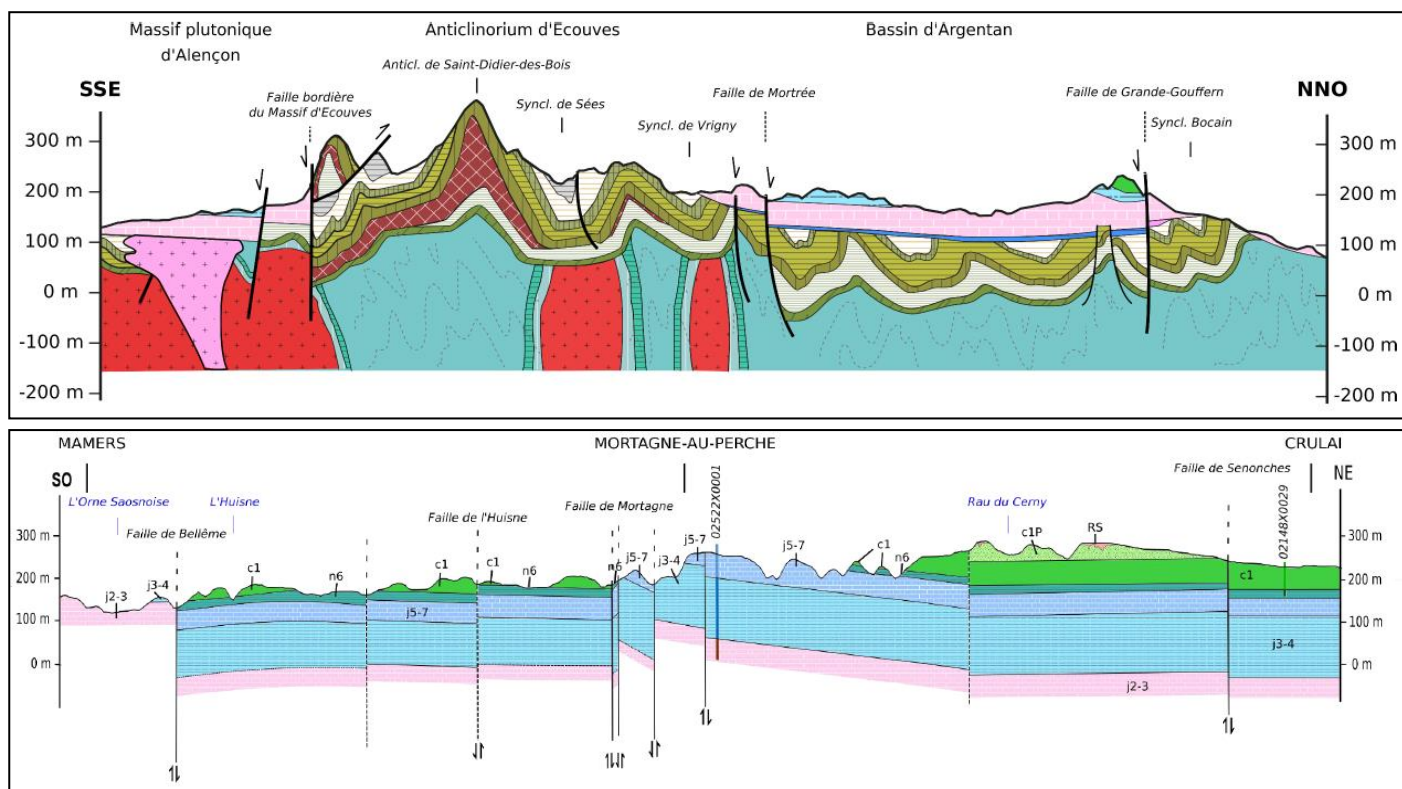 Massif plutonique
d'Alençon
Anticlinorium d'Ecouves
Bassin d'Argentan
Anticl. de Saint-Didier-des-Bois
SSE
Faille bordière
du Massif d'Ecouves
Syncl. de Sées
Syncl. de Vrigny
Faille de Mortrée
Faille de Grande-Gouffern
Syncl. Bocain
NNO
300 m
200 m
100 m
0 m
-100 m
-200 m
300 m
200 m
100 m
0 m
-100 m
-200 m
MAMERS
MORTAGNE-AU-PERCHE
CRULAI
SO
NE
L'Orne Saosnoise
L'Huisne
Faille de Bellême
Faille de l'Huisne
Faille de Mortagne
02522X0001
Rau du Cerny
Faille de Senonches
02148X0029
300 m
200 m
100 m
0 m
j2-3
j3-4
c1
n6
j5-7
c1
c1
n6
n6
j5-7
j3-4
j5-7
j5-7
c1
n6
c1P
RS
c1
j3-4
j2-3
300 m
200 m
100 m
0 m